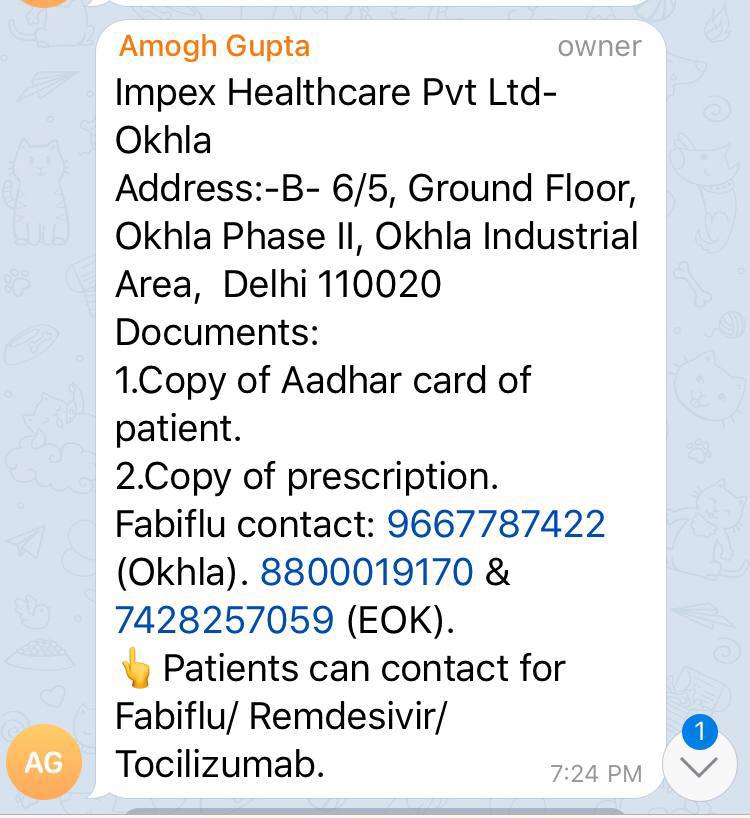 Amogh Gupta owner
Impex Healthcare Pvt Ltd-
Okhla
Address:-B- 6/5, Ground Floor,
Okhla Phase II, Okhla Industrial
Area,  Delhi 110020
Documents:
1.Copy of Aadhar card of
patient.
2.Copy of prescription.
Fabiflu contact: 9667787422
(Okhla). 8800019170 &
7428257059 (EOK).
👆 Patients can contact for
Fabiflu/ Remdesivir/
Tocilizumab.
7:24 PM
AG
1